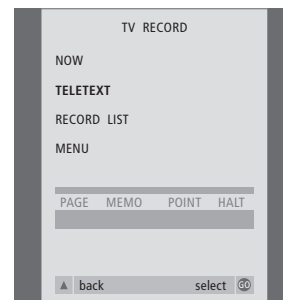 TV RECORD
NOW
TELETEXT
RECORD LIST
MENU
PAGE MEMO POINT HALT
▲ back select GO